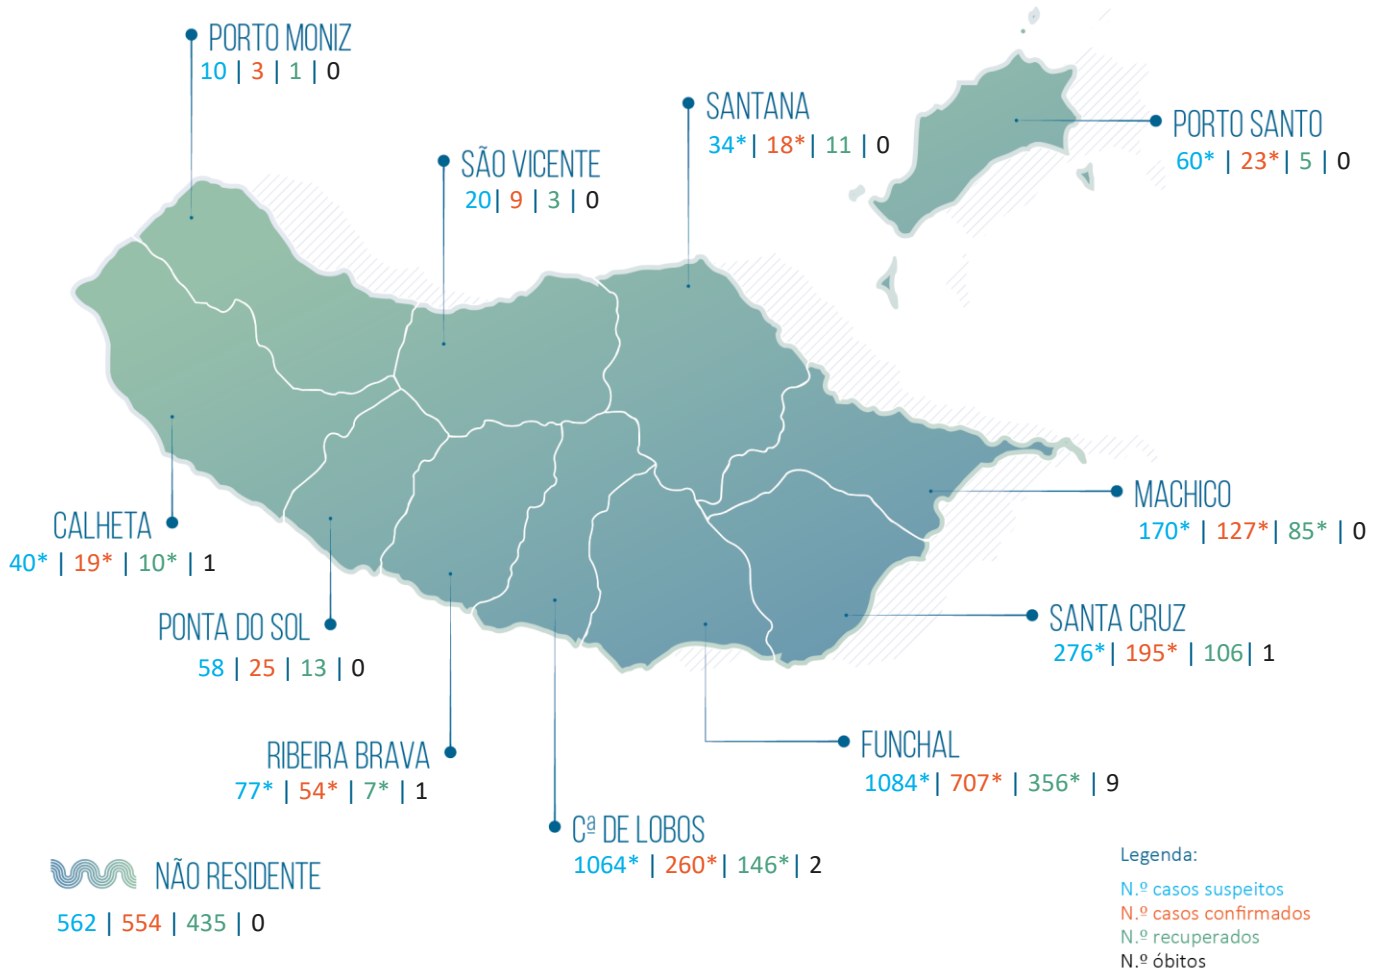 PORTO MONIZ
10 | 3 | 1 | 0
SANTANA
34* | 18* | 11 | 0
PORTO SANTO
60* | 23* | 5 | 0
SÃO VICENTE
20 | 9 | 3 | 0
MACHICO
170* | 127* | 85* | 0
CALHETA
40* | 19* | 10* | 1
PONTA DO SOL
58 | 25 | 13 | 0
SANTA CRUZ
276* | 195* | 106 | 1
RIBEIRA BRAVA
77* | 54* | 7* | 1
FUNCHAL
1084* | 707* | 356* | 9
Cª DE LOBOS
1064* | 260* | 146* | 2
NÃO RESIDENTE
562 | 554 | 435 | 0
Legenda:
N.º casos suspeitos
N.º casos confirmados
N.º recuperados
N.º óbitos